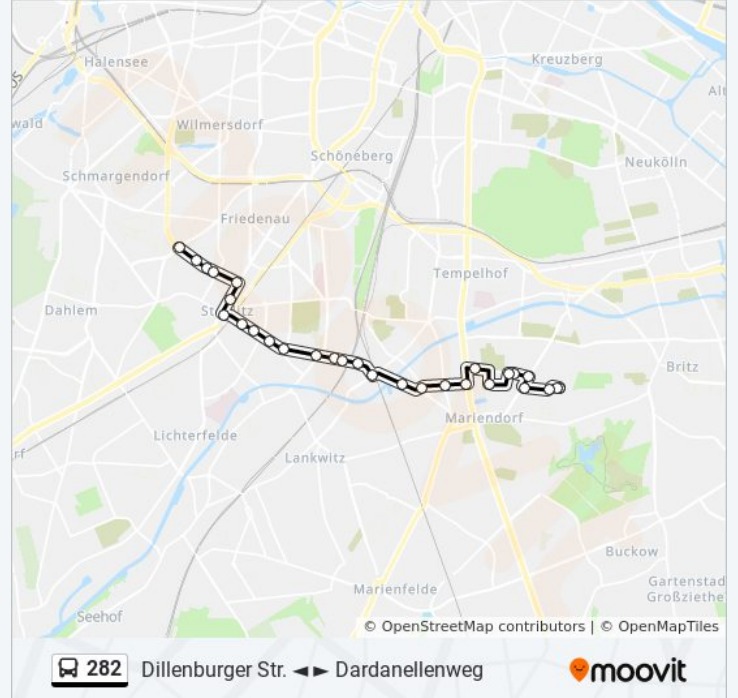 Halensee
Kreuzberg
Alt
wald
Wilmersdorf
Schöneberg
Neukölln
Schmargendorf
Friedenau
Tempelhof
Dahlem
Britz
Mariendorf
Lichterfelde
rf
Lankwitz
Buckow
Gartenstad
Großziethe
Marienfelde
Seehof
© OpenStreetMap contributors | © OpenMapTiles
282 Dillenburger Str. ◄ ► Dardanellenweg moovit